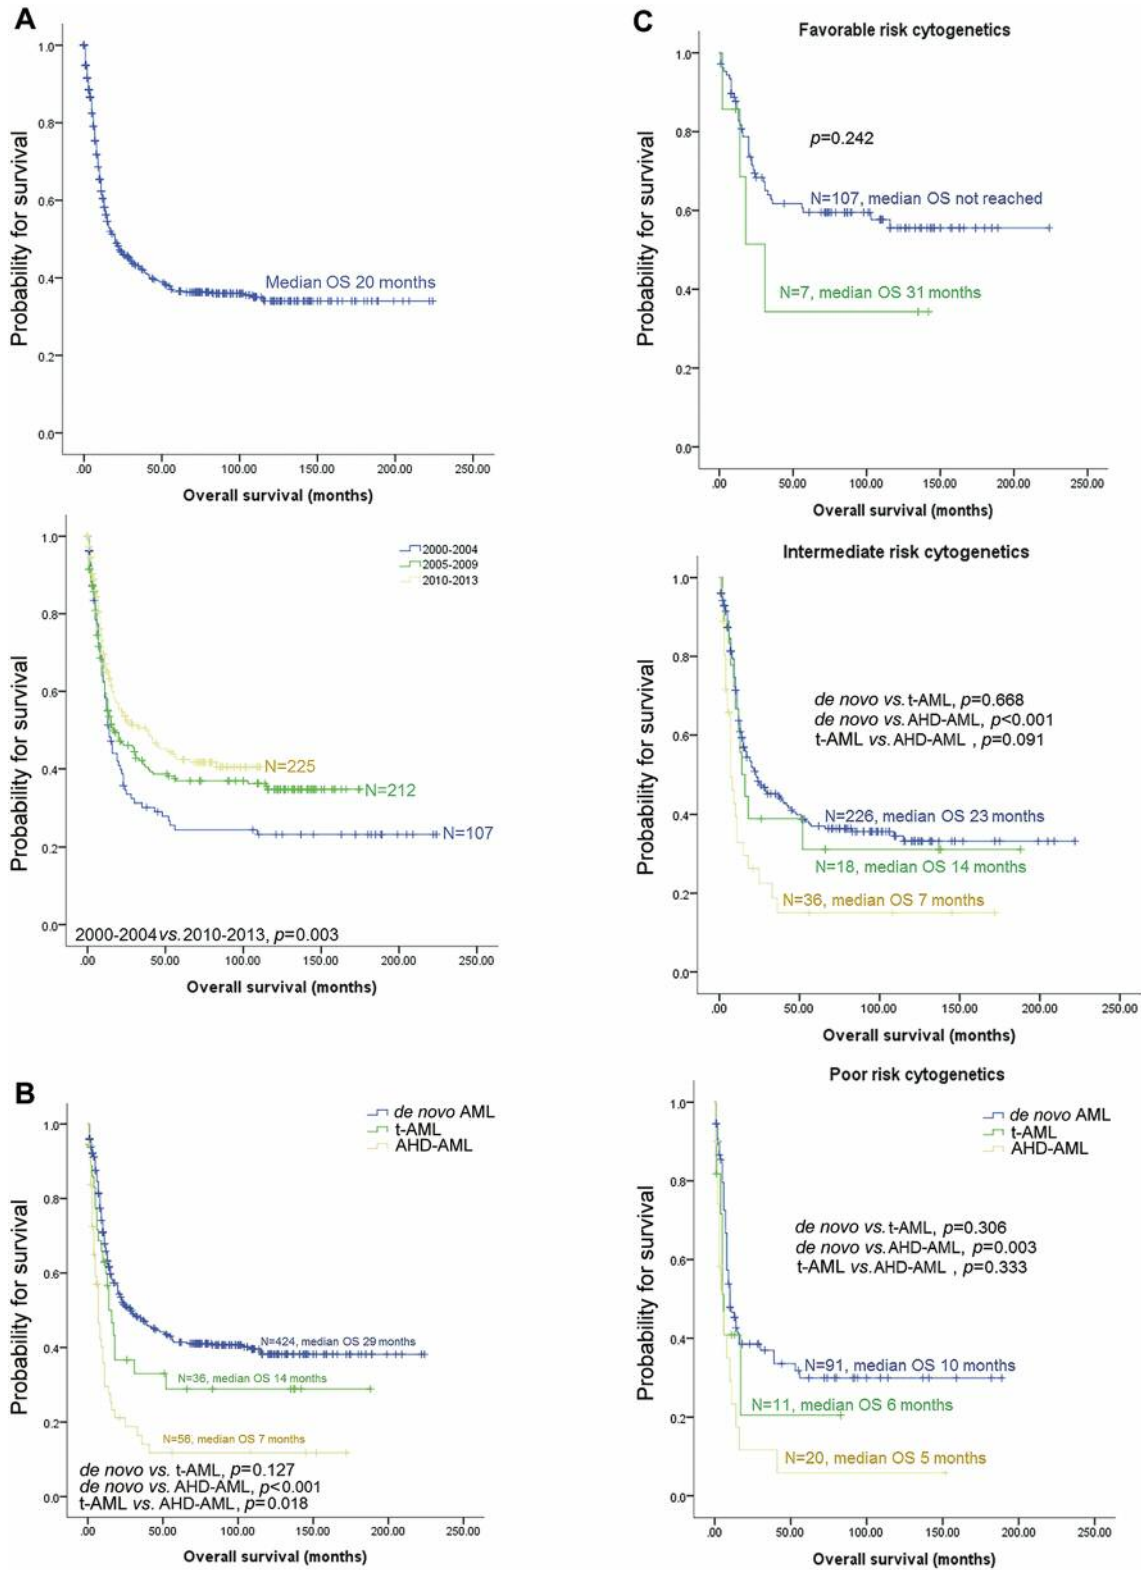 A
1.0
0.8
0.6
0.4
0.2
0.0
Probability for survival
Median OS 20 months
.00 50.00 100.00 150.00 200.00 250.00
Overall survival (months)
1.0
0.8
0.6
0.4
0.2
0.0
Probability for survival
2000-2004
2005-2009
2010-2013
N=225
N=212
N=107
2000-2004 vs. 2010-2013, p=0.003
.00 50.00 100.00 150.00 200.00 250.00
Overall survival (months)
B
1.0
0.8
0.6
0.4
0.2
0.0
Probability for survival
de novo AML
t-AML
AHD-AML
N=424, median OS 29 months
N=36, median OS 14 months
N=56, median OS 7 months
de novo vs. t-AML, p=0.127
de novo vs. AHD-AML, p<0.001
t-AML vs. AHD-AML, p=0.018
.00 50.00 100.00 150.00 200.00 250.00
Overall survival (months)
C
Favorable risk cytogenetics
1.0
0.8
0.6
0.4
0.2
0.0
Probability for survival
p=0.242
N=107, median OS not reached
N=7, median OS 31 months
.00 50.00 100.00 150.00 200.00 250.00
Overall survival (months)
Intermediate risk cytogenetics
1.0
0.8
0.6
0.4
0.2
0.0
Probability for survival
de novo vs. t-AML, p=0.668
de novo vs. AHD-AML, p<0.001
t-AML vs. AHD-AML , p=0.091
N=226, median OS 23 months
N=18, median OS 14 months
N=36, median OS 7 months
.00 50.00 100.00 150.00 200.00 250.00
Overall survival (months)
Poor risk cytogenetics
1.0
0.8
0.6
0.4
0.2
0.0
Probability for survival
de novo AML
t-AML
AHD-AML
de novo vs. t-AML, p=0.306
de novo vs. AHD-AML, p=0.003
t-AML vs. AHD-AML , p=0.333
N=91, median OS 10 months
N=11, median OS 6 months
N=20, median OS 5 months
.00 50.00 100.00 150.00 200.00 250.00
Overall survival (months)